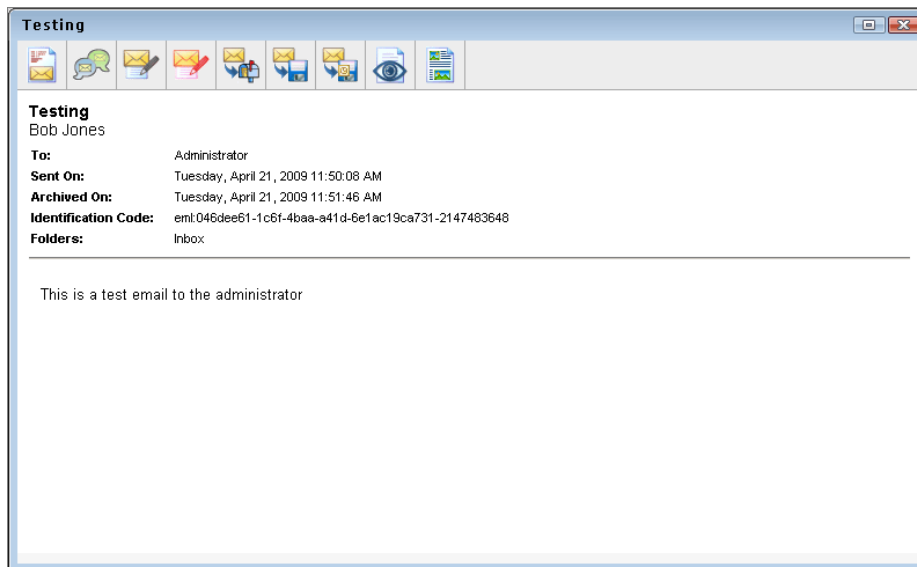 Testing
Testing
Bob Jones
To: Administrator
Sent On: Tuesday, April 21, 2009 11:50:08 AM
Archived On: Tuesday, April 21, 2009 11:51:46 AM
Identification Code: eml:046dee61-1c6f-4baa-a41d-6e1ac19ca731-2147483648
Folders: Inbox
This is a test email to the administrator